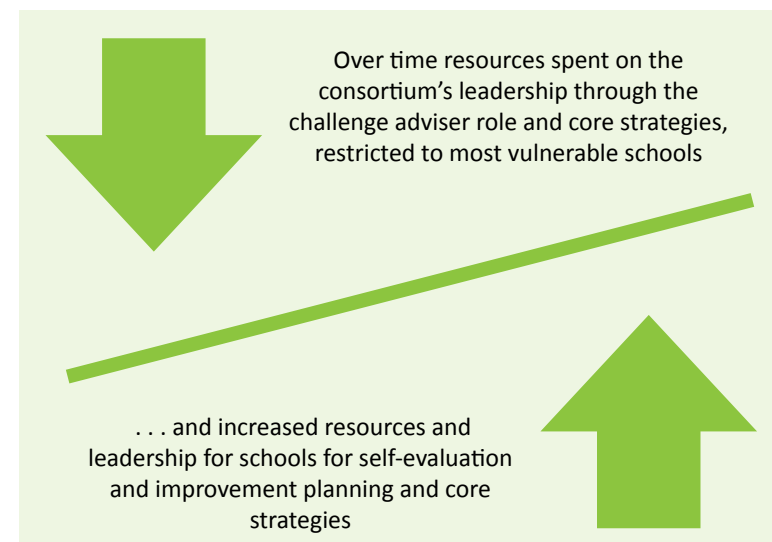 Over time resources spent on the
consortium's leadership through the
challenge adviser role and core strategies,
restricted to most vulnerable schools
. . . and increased resources and
leadership for schools for self-evaluation
and improvement planning and core
strategies